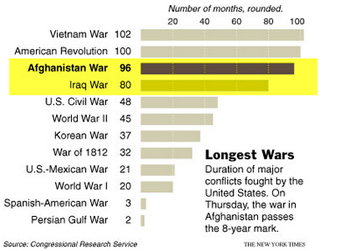 Number of months, rounded.
20 40 60 80 100
Vietnam War 102
American Revolution 100
Afghanistan War 96
Iraq War 80
U.S. Civil War 48
World War II 45
Korean War 37
War of 1812 32
U.S.-Mexican War 21
World War I 20
Spanish-American War 3
Persian Gulf War 2
Longest Wars
Duration of major
conflicts fought by the
United States. On
Thursday, the war in
Afghanistan passes
the 8-year mark.
Source: Congressional Research Service
THE NEW YORK TIMES